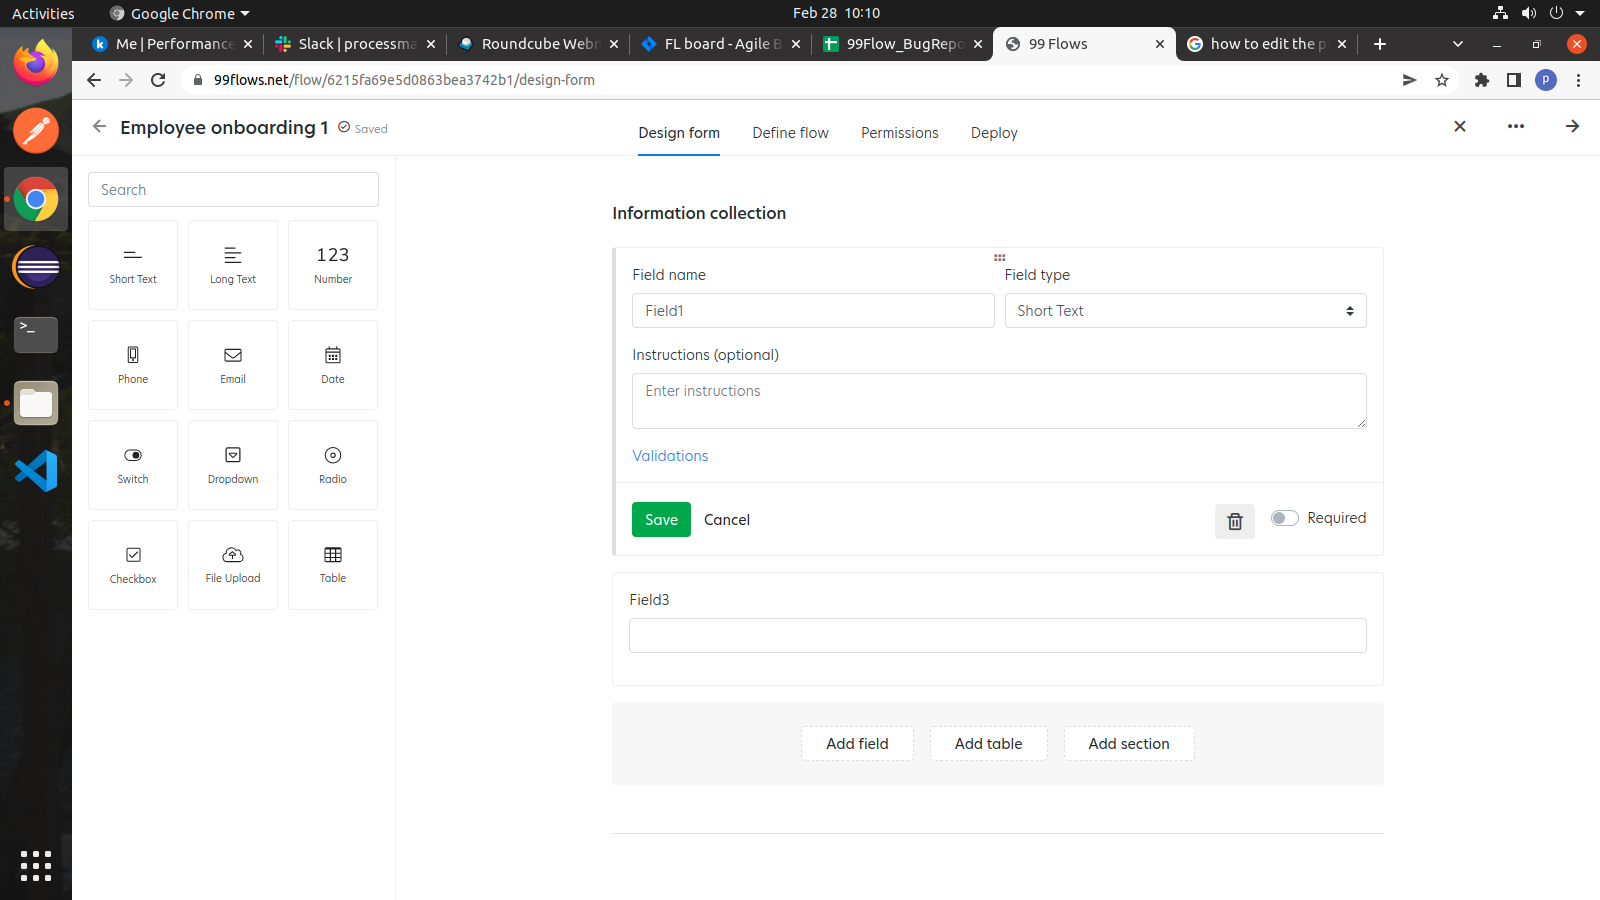 Activities Google Chrome Feb 28 10:10
Me | Performance Slack | processma Roundcube Webm FL board - Agile B 99Flow_BugRepo 99 Flows how to edit the p
99flows.net/flow/6215fa69e5d0863bea3742b1/design-form P
Employee onboarding 1 Saved Design form Define flow Permissions Deploy
Search
Information collection
Short Text Long Text 123 Number
Field name Field type
Field1 Short Text
Phone Email Date
Instructions (optional)
Enter instructions
Validations
Switch Dropdown Radio
Save Cancel Required
Checkbox File Upload Table
Field3
Add field Add table Add section